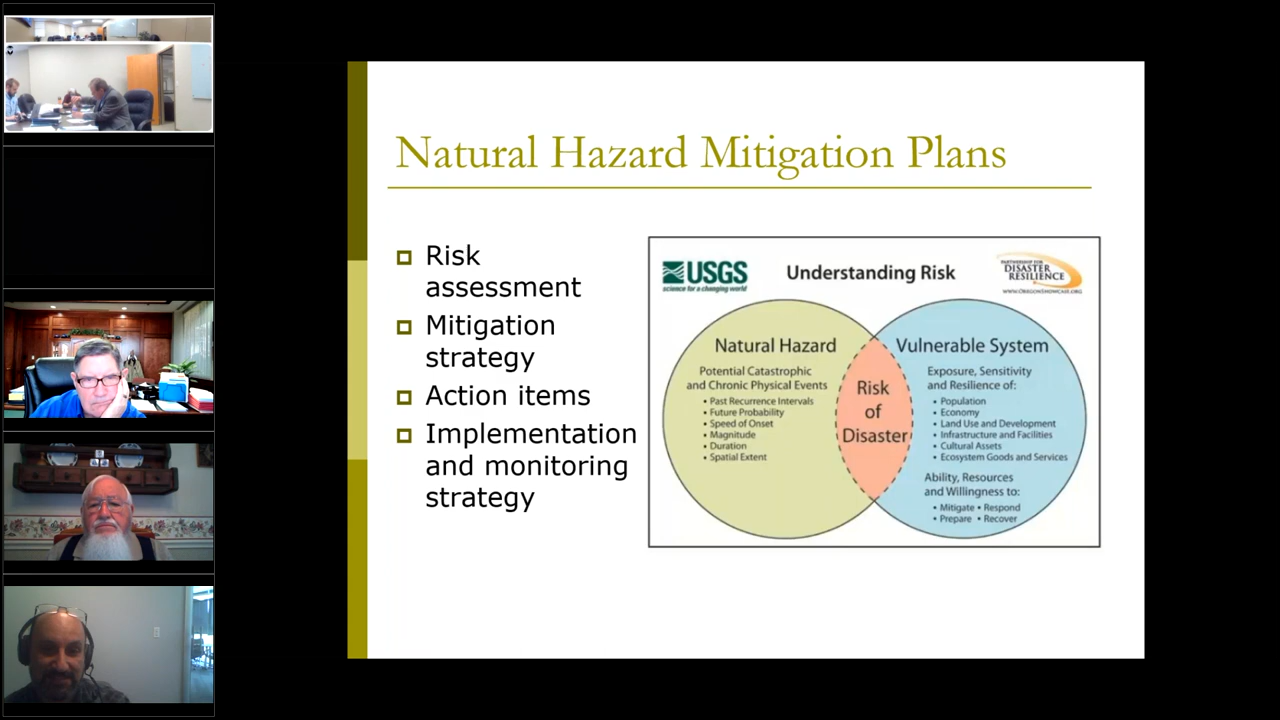 Natural Hazard Mitigation Plans
Risk
assessment
Mitigation
strategy
Action items
Implementation
and monitoring
strategy
USGS
science for a changing world
Understanding Risk
PARTNERSHIP FOR
DISASTER
RESILIENCE
WWW.OREGONSHOWCASE.ORG
Natural Hazard
Potential Catastrophic
and Chronic Physical Events
• Past Recurrence Intervals
• Future Probability
• Speed of Onset
• Magnitude
• Duration
• Spatial Extent
Risk
of
Disaster
Vulnerable System
Exposure, Sensitivity
and Resilience of:
• Population
• Economy
• Land Use and Development
• Infrastructure and Facilities
• Cultural Assets
• Ecosystem Goods and Services
Ability, Resources
and Willingness to:
• Mitigate • Respond
• Prepare • Recover